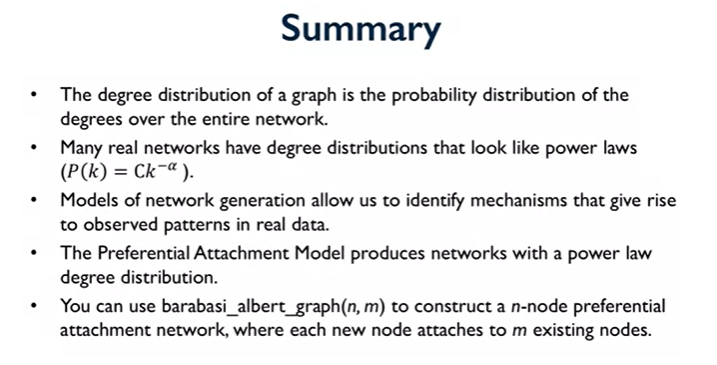 Summary
• The degree distribution of a graph is the probability distribution of the
degrees over the entire network.
• Many real networks have degree distributions that look like power laws
(P(k) = Ck⁻ᵅ ).
• Models of network generation allow us to identify mechanisms that give rise
to observed patterns in real data.
• The Preferential Attachment Model produces networks with a power law
degree distribution.
• You can use barabasi_albert_graph(n, m) to construct a n-node preferential
attachment network, where each new node attaches to m existing nodes.